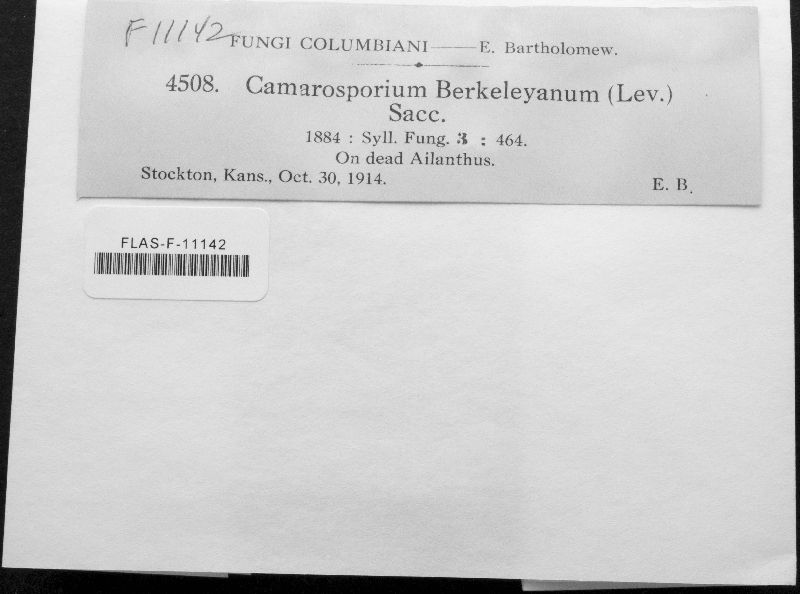 F 11142
FUNGI COLUMBIANI——E. Bartholomew.
4508. Camarosporium Berkeleyanum (Lev.)
Sacc.
1884 : Syll. Fung. 3 : 464.
On dead Ailanthus.
Stockton, Kans., Oct. 30, 1914. E. B.
FLAS-F-11142